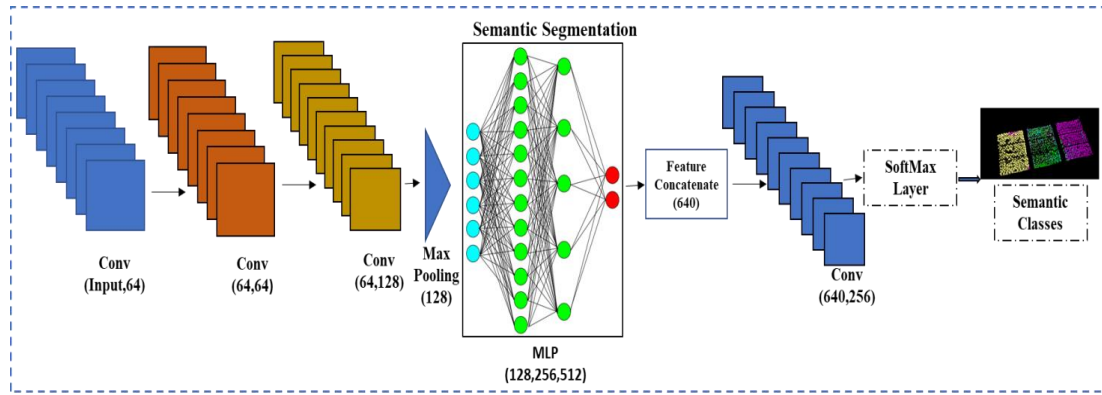 Semantic Segmentation
Conv
(Input,64)
Conv
(64,64)
Conv
(64,128)
Max
Pooling
(128)
MLP
(128,256,512)
Feature
Concatenate
(640)
Conv
(640,256)
SoftMax
Layer
Semantic
Classes